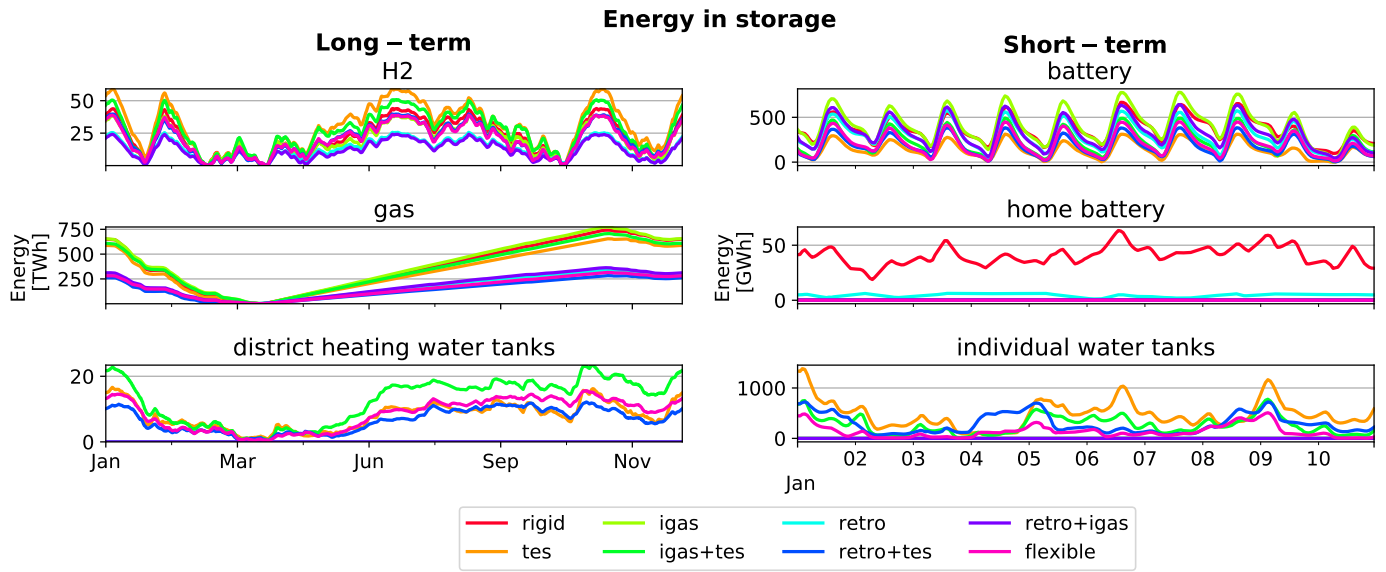 Energy in storage
Long – term
Short – term
H2
battery
50
25
500
0
gas
home battery
Energy
[TWh]
750
500
250
Energy
[GWh]
50
0
district heating water tanks
individual water tanks
20
0
1000
0
Jan Mar Jun Sep Nov
02 03 04 05 06 07 08 09 10
Jan
rigid igas retro retro+igas
tes igas+tes retro+tes flexible